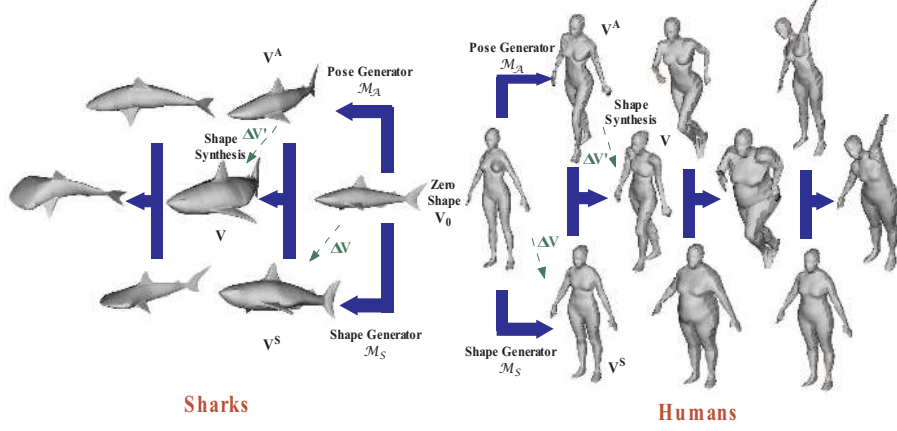 V^A
Pose Generator
M_A
ΔV'
Shape
Synthesis
V
Zero
Shape
V_0
ΔV
Shape Generator
M_S
V^S
Sharks
V^A
Pose Generator
M_A
Shape
Synthesis
ΔV'
V
ΔV
Shape Generator
M_S
V^S
Humans